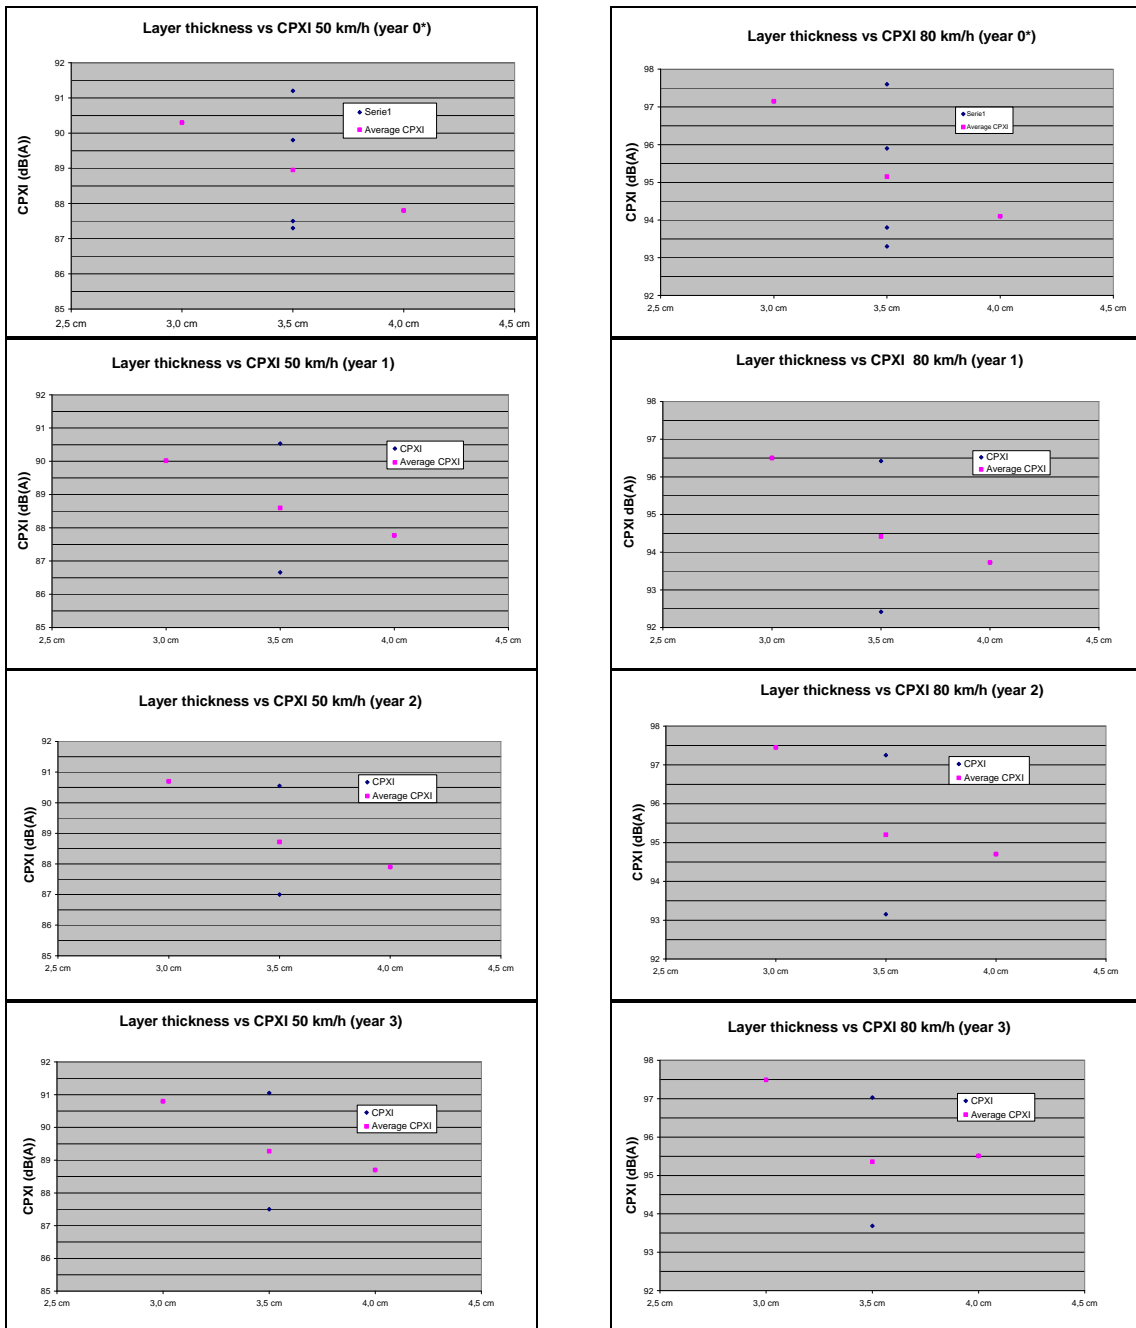 Layer thickness vs CPXI 50 km/h (year 0*)
CPXI (dB(A))
92
91
90
89
88
87
86
85
2,5 cm 3,0 cm 3,5 cm 4,0 cm 4,5 cm
Serie1
Average CPXI
Layer thickness vs CPXI 80 km/h (year 0*)
CPXI (dB(A))
98
97
96
95
94
93
92
2,5 cm 3,0 cm 3,5 cm 4,0 cm 4,5 cm
Serie1
Average CPXI
Layer thickness vs CPXI 50 km/h (year 1)
CPXI (dB(A))
92
91
90
89
88
87
86
85
2,5 cm 3,0 cm 3,5 cm 4,0 cm 4,5 cm
CPXI
Average CPXI
Layer thickness vs CPXI  80 km/h (year 1)
CPXI dB(A))
98
97
96
95
94
93
92
2,5 cm 3,0 cm 3,5 cm 4,0 cm 4,5 cm
CPXI
Average CPXI
Layer thickness vs CPXI 50 km/h (year 2)
CPXI (dB(A))
92
91
90
89
88
87
86
85
2,5 cm 3,0 cm 3,5 cm 4,0 cm 4,5 cm
CPXI
Average CPXI
Layer thickness vs CPXI 80 km/h (year 2)
CPXI (dB(A))
98
97
96
95
94
93
92
2,5 cm 3,0 cm 3,5 cm 4,0 cm 4,5 cm
CPXI
Average CPXI
Layer thickness vs CPXI 50 km/h (year 3)
CPXI (dB(A))
92
91
90
89
88
87
86
85
2,5 cm 3,0 cm 3,5 cm 4,0 cm 4,5 cm
CPXI
Average CPXI
Layer thickness vs CPXI 80 km/h (year 3)
CPXI (dB(A))
98
97
96
95
94
93
92
2,5 cm 3,0 cm 3,5 cm 4,0 cm 4,5 cm
CPXI
Average CPXI